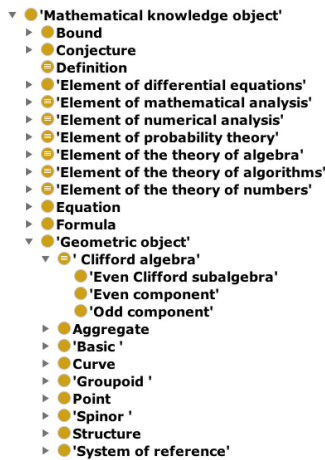 'Mathematical knowledge object'
Bound
Conjecture
Definition
'Element of differential equations'
'Element of mathematical analysis'
'Element of numerical analysis'
'Element of probability theory'
'Element of the theory of algebra'
'Element of the theory of algorithms'
'Element of the theory of numbers'
Equation
Formula
'Geometric object'
' Clifford algebra'
'Even Clifford subalgebra'
'Even component'
'Odd component'
Aggregate
'Basic '
Curve
'Groupoid '
Point
'Spinor '
Structure
'System of reference'